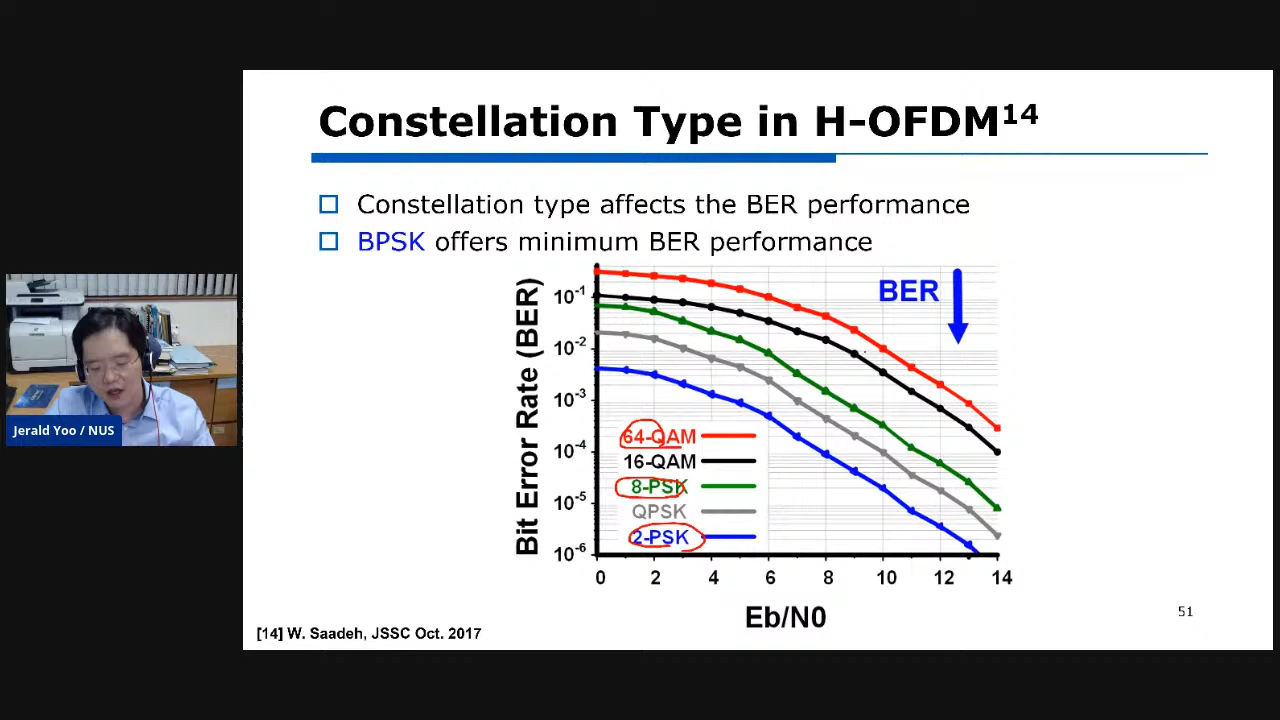 Constellation Type in H-OFDM14
Constellation type affects the BER performance
BPSK offers minimum BER performance
BER
Bit Error Rate (BER)
10-1
10-2
10-3
10-4
10-5
10-6
64-QAM
16-QAM
8-PSK
QPSK
2-PSK
0 2 4 6 8 10 12 14
Eb/N0
51
[14] W. Saadeh, JSSC Oct. 2017
Jerald Yoo / NUS